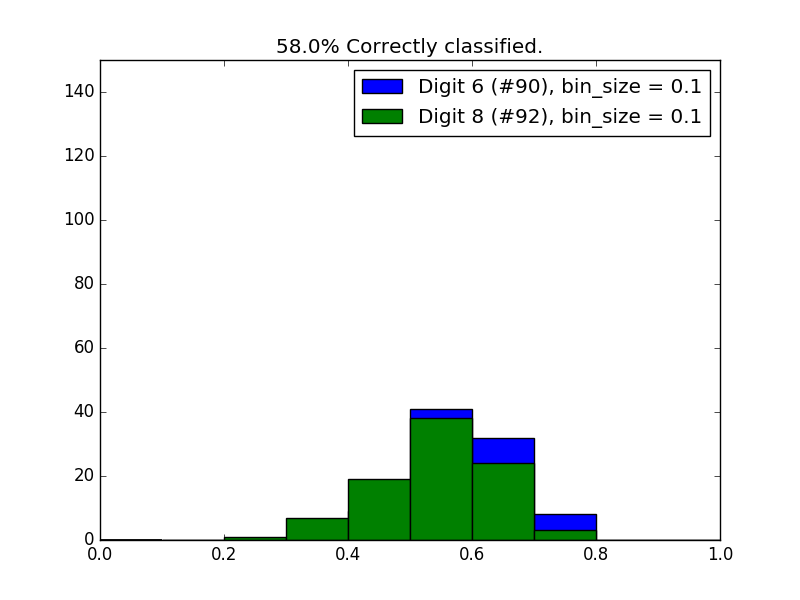 58.0% Correctly classified.
Digit 6 (#90), bin_size = 0.1
Digit 8 (#92), bin_size = 0.1
140
120
100
80
60
40
20
0
0.0 0.2 0.4 0.6 0.8 1.0